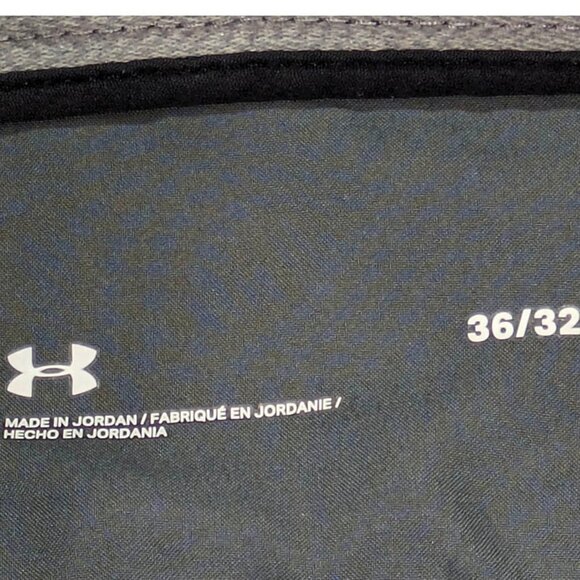 36/32
MADE IN JORDAN / FABRIQUÉ EN JORDANIE /
HECHO EN JORDANIA